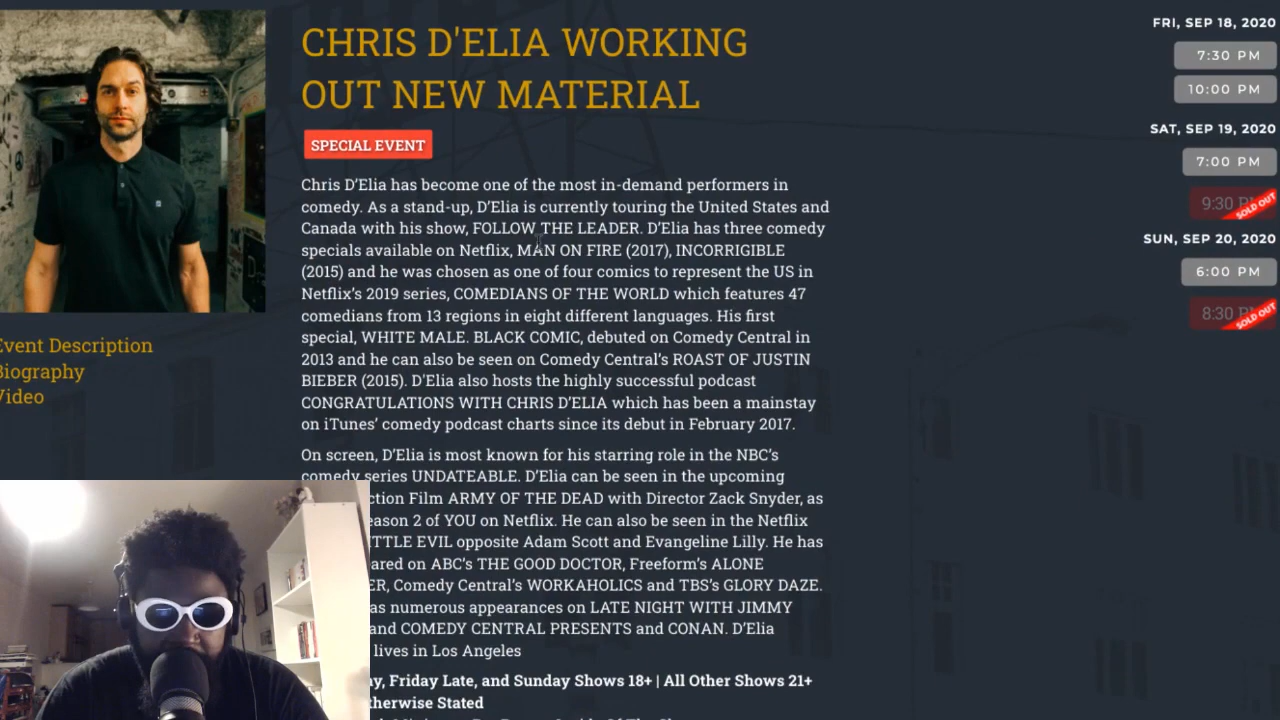 CHRIS D'ELIA WORKING
OUT NEW MATERIAL
SPECIAL EVENT
Chris D’Elia has become one of the most in-demand performers in
comedy. As a stand-up, D’Elia is currently touring the United States and
Canada with his show, FOLLOW THE LEADER. D’Elia has three comedy
specials available on Netflix, MAN ON FIRE (2017), INCORRIGIBLE
(2015) and he was chosen as one of four comics to represent the US in
Netflix’s 2019 series, COMEDIANS OF THE WORLD which features 47
comedians from 13 regions in eight different languages. His first
special, WHITE MALE. BLACK COMIC, debuted on Comedy Central in
2013 and he can also be seen on Comedy Central’s ROAST OF JUSTIN
BIEBER (2015). D'Elia also hosts the highly successful podcast
CONGRATULATIONS WITH CHRIS D’ELIA which has been a mainstay
on iTunes’ comedy podcast charts since its debut in February 2017.
On screen, D’Elia is most known for his starring role in the NBC’s
comedy series UNDATEABLE. D’Elia can be seen in the upcoming
ction Film ARMY OF THE DEAD with Director Zack Snyder, as
eason 2 of YOU on Netflix. He can also be seen in the Netflix
ITTLE EVIL opposite Adam Scott and Evangeline Lilly. He has
ared on ABC’s THE GOOD DOCTOR, Freeform’s ALONE
ER, Comedy Central’s WORKAHOLICS and TBS’s GLORY DAZE.
as numerous appearances on LATE NIGHT WITH JIMMY
and COMEDY CENTRAL PRESENTS and CONAN. D’Elia
lives in Los Angeles
ay, Friday Late, and Sunday Shows 18+ | All Other Shows 21+
therwise Stated
Event Description
Biography
Video
FRI, SEP 18, 2020
7:30 PM
10:00 PM
SAT, SEP 19, 2020
7:00 PM
9:30 PM
SOLD OUT
SUN, SEP 20, 2020
6:00 PM
8:30 PM
SOLD OUT